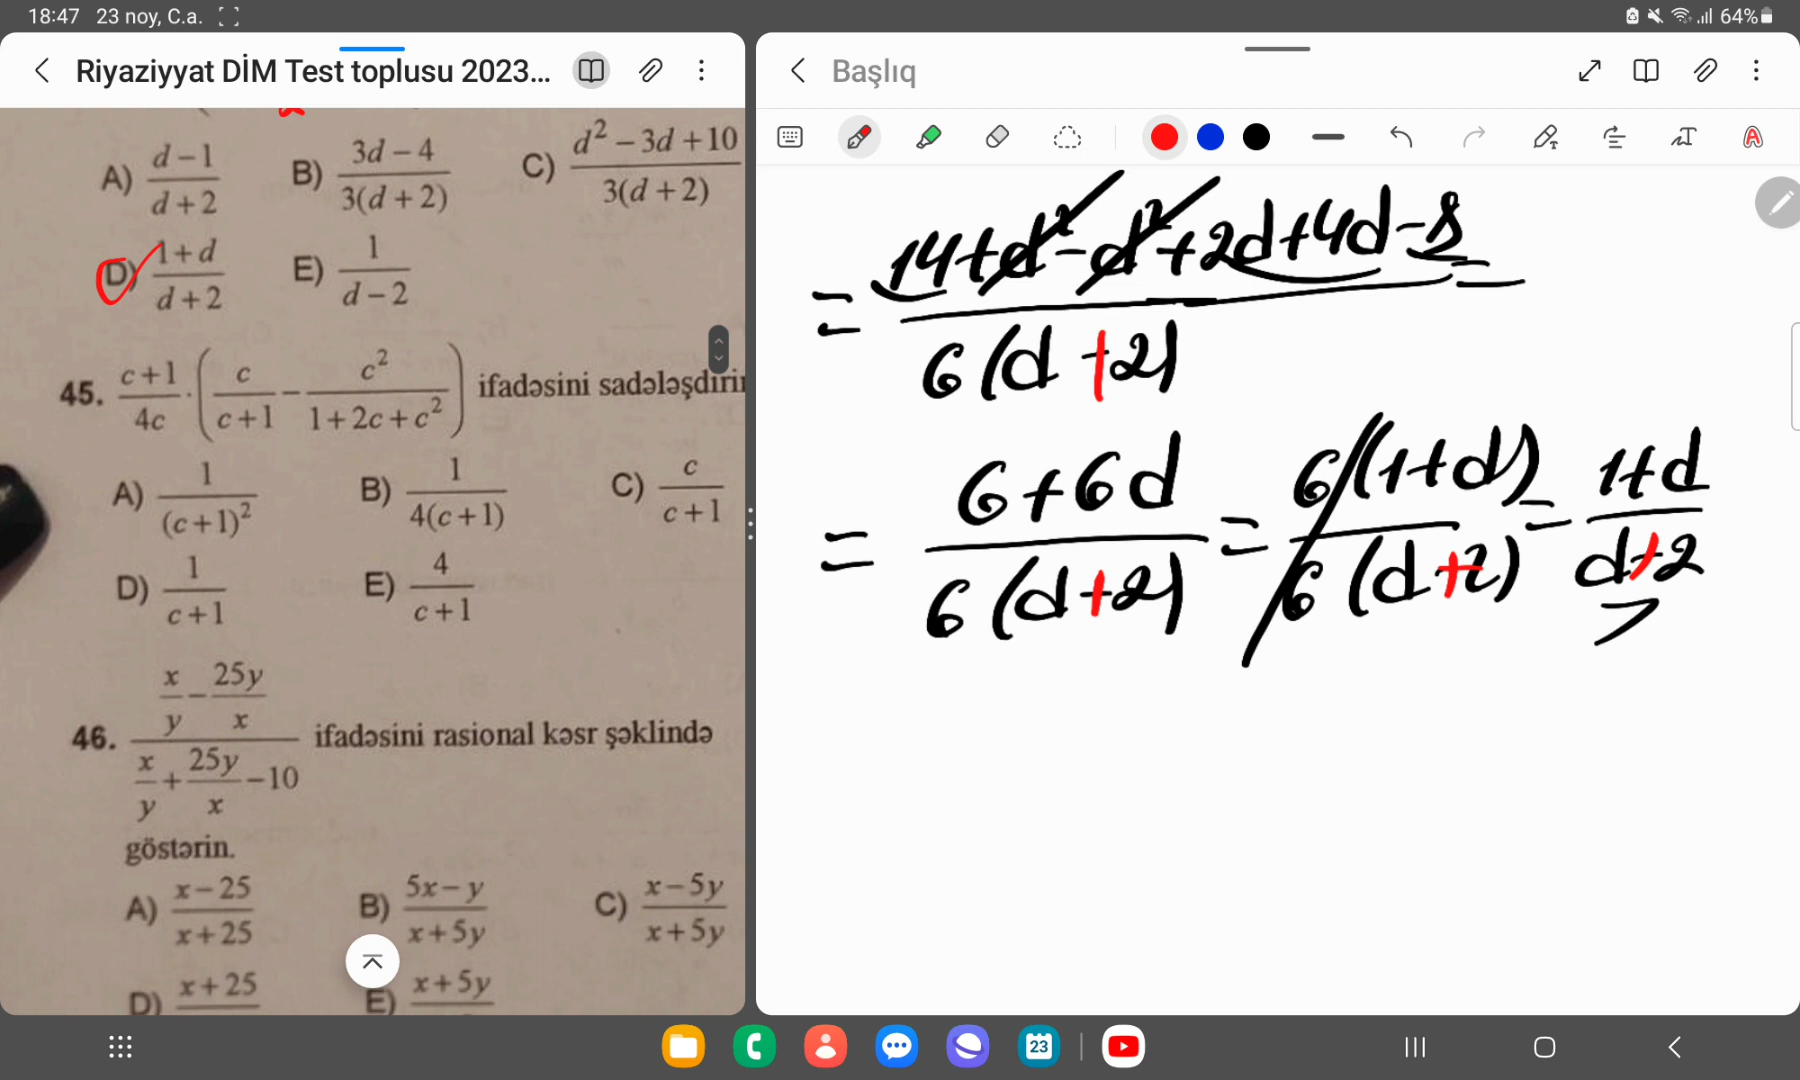 18:47 23 noy, C.a.
64%
Riyaziyyat DİM Test toplusu 2023...
A) (d-1)/(d+2) B) (3d-4)/(3(d+2)) C) (d²-3d+10)/(3(d+2))
D) (1+d)/(d+2) E) 1/(d-2)
45. (c+1)/(4c) · (c/(c+1) - c²/(1+2c+c²)) ifadəsini
A) 1/(c+1)² B) 1/(4(c+1)) C) c/(c+1)
D) 1/(c+1) E) 4/(c+1)
46. (x/y - 25y/x)/(x/y + 25y/x - 10) ifadəsini rasional kəsr şəklində
göstərin.
A) (x-25)/(x+25) B) (5x-y)/(x+5y) C) (x-5y)/(x+5y)
D) x+25 E) x+5y
Başlıq
= (14+d²-d²+2d+4d-8)/(6(d+2)) =
= (6+6d)/(6(d+2)) = (6(1+d))/(6(d+2)) = (1+d)/(d+2)
23